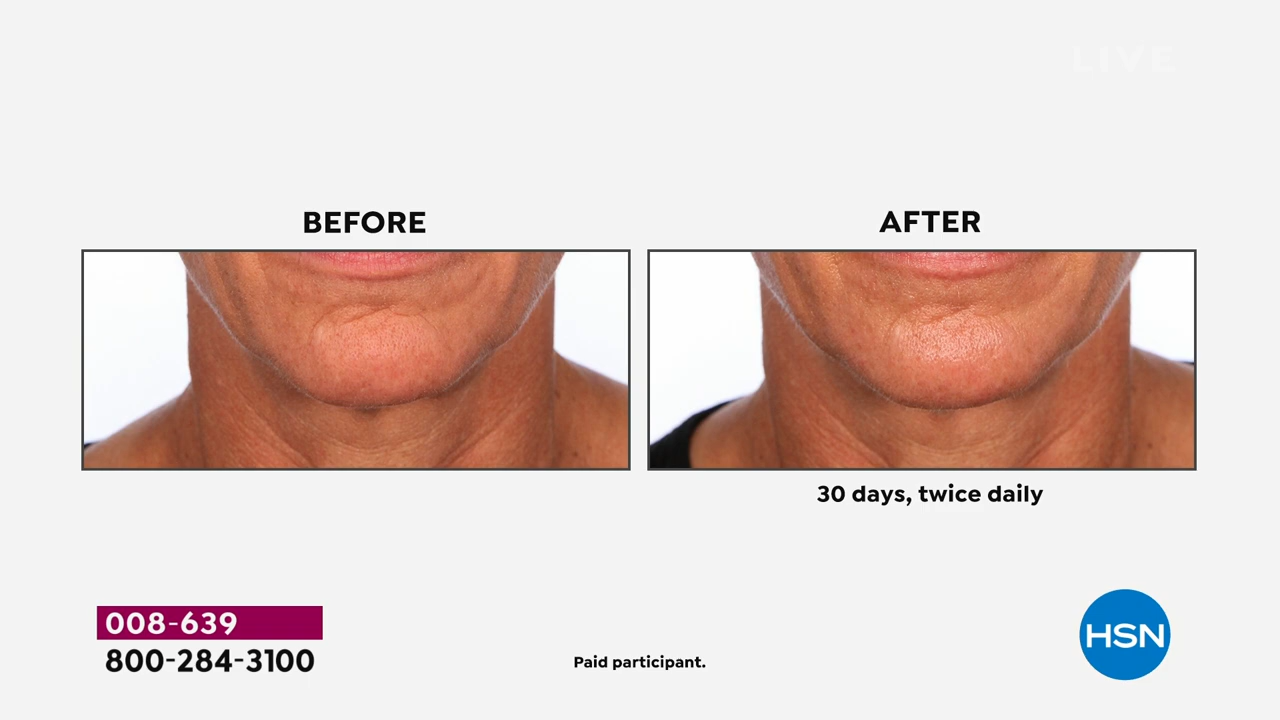 LIVE
BEFORE
AFTER
30 days, twice daily
008-639
800-284-3100
Paid participant.
HSN